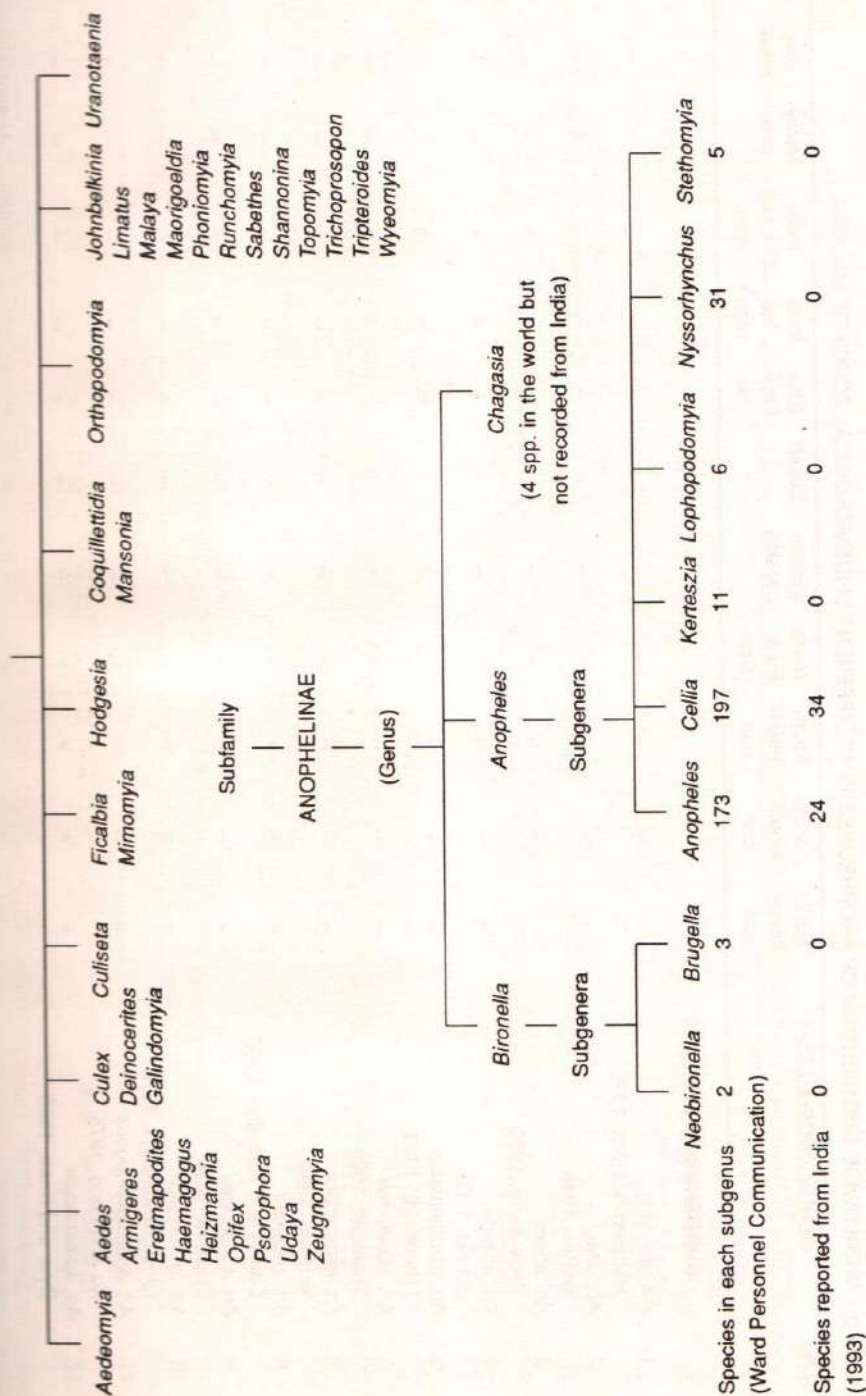 Aedeomyia Aedes Culex Culiseta Ficalbia Hodgesia Coquillettidia Orthopodomyia Johnbelkinia Uranotaenia
Armigeres Deinocerites Mimomyia Mansonia Limatus
Eretmapodites Galindomyia Malaya
Haemagogus Maorigoeldia
Heizmannia Phoniomyia
Opifex Runchomyia
Psorophora Sabethes
Udaya Shannonina
Zeugnomyia Topomyia
Trichoprosopon
Tripteroides
Wyeomyia
Subfamily
ANOPHELINAE
(Genus)
Bironella Anopheles Chagasia
(4 spp. in the world but
not recorded from India)
Subgenera Subgenera
Neobironella Brugella Anopheles Cellia Kerteszia Lophopodomyia Nyssorhynchus Stethomyia
Species in each subgenus 2 3 173 197 11 6 31 5
(Ward Personnel Communication)
Species reported from India 0 0 24 34 0 0 0 0
(1993)